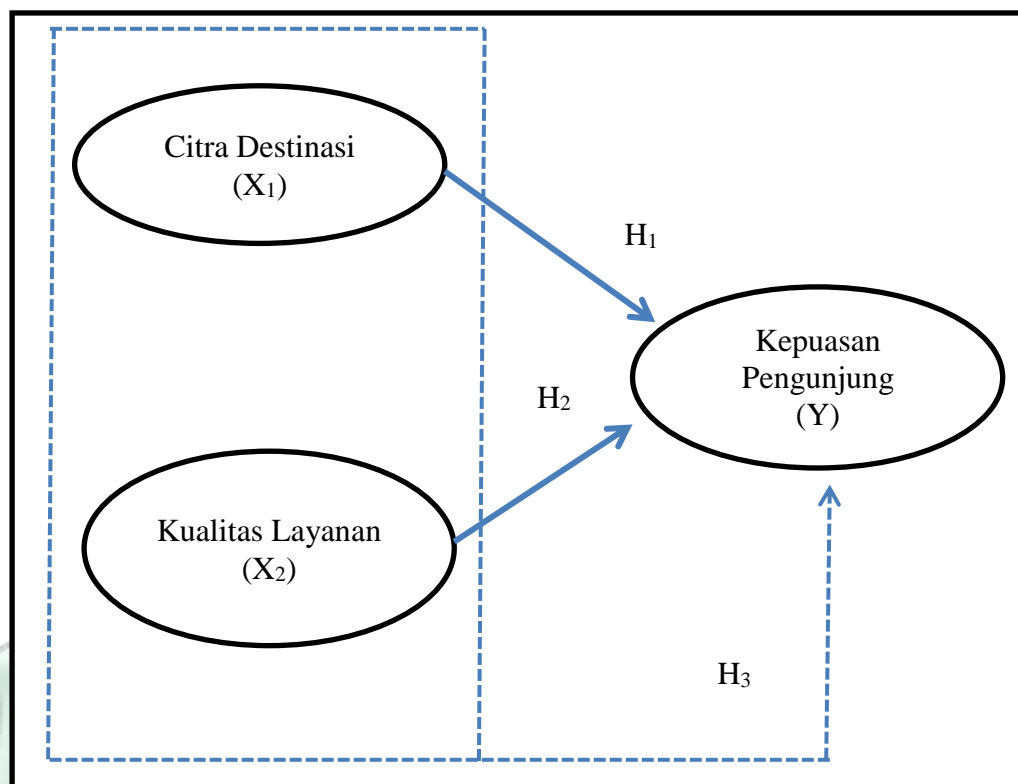 Citra Destinasi
(X₁)
H₁
Kepuasan
Pengunjung
(Y)
H₂
Kualitas Layanan
(X₂)
H₃